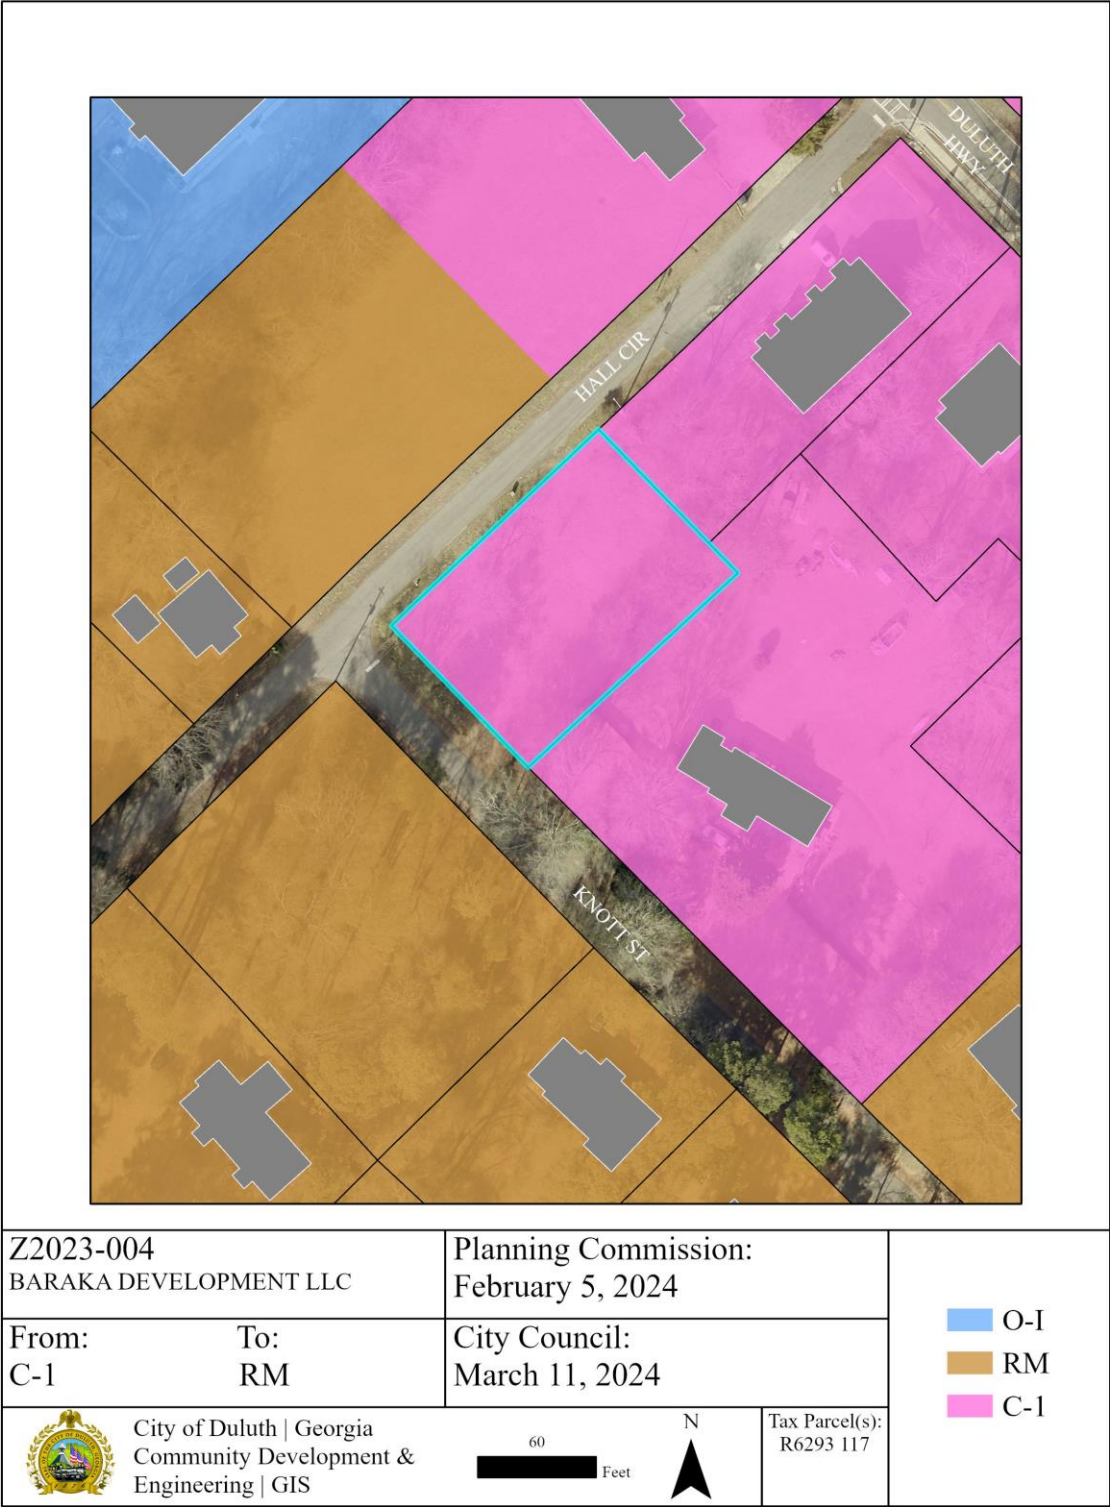 DULUTH
HWY
HALL CIR
KNOTT ST
Z2023-004
BARAKA DEVELOPMENT LLC
Planning Commission:
February 5, 2024
From: To:
C-1 RM
City Council:
March 11, 2024
O-I
RM
C-1
City of Duluth | Georgia
Community Development &
Engineering | GIS
60
Feet
N
Tax Parcel(s):
R6293 117